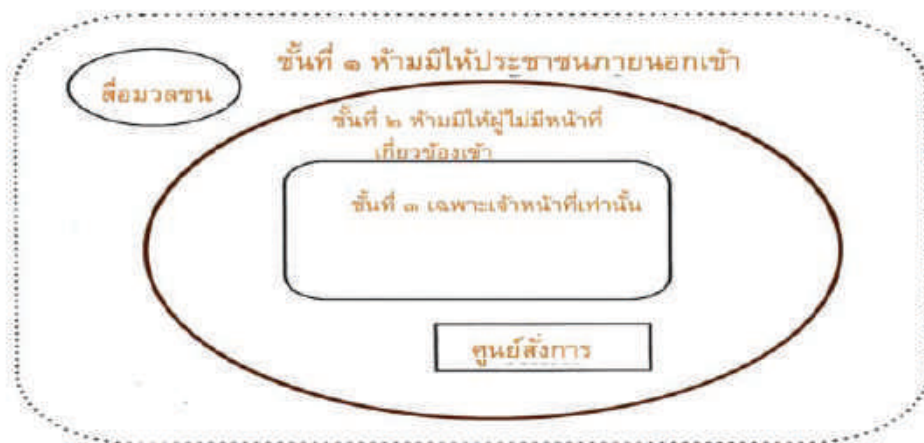 ชั้นที่ ๑ ห้ามมิให้ประชาชนภายนอกเข้า
สื่อมวลชน
ชั้นที่ ๒ ห้ามมิให้ผู้ไม่มีหน้าที่
เกี่ยวข้องเข้า
ชั้นที่ ๓ เฉพาะเจ้าหน้าที่เท่านั้น
ศูนย์สั่งการ